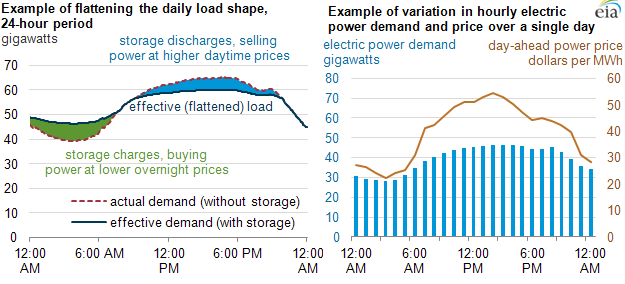 Example of flattening the daily load shape,
24-hour period
gigawatts
storage discharges, selling
power at higher daytime prices
70
60
50
40
30
20
10
0
effective (flattened) load
storage charges, buying
power at lower overnight prices
actual demand (without storage)
effective demand (with storage)
12:00 AM
6:00 AM
12:00 PM
6:00 PM
12:00 AM
Example of variation in hourly electric
power demand and price over a single day
eia
electric power demand
gigawatts
day-ahead power price
dollars per MWh
80
70
60
50
40
30
20
10
0
60
50
40
30
20
10
0
12:00 AM
6:00 AM
12:00 PM
6:00 PM
12:00 AM